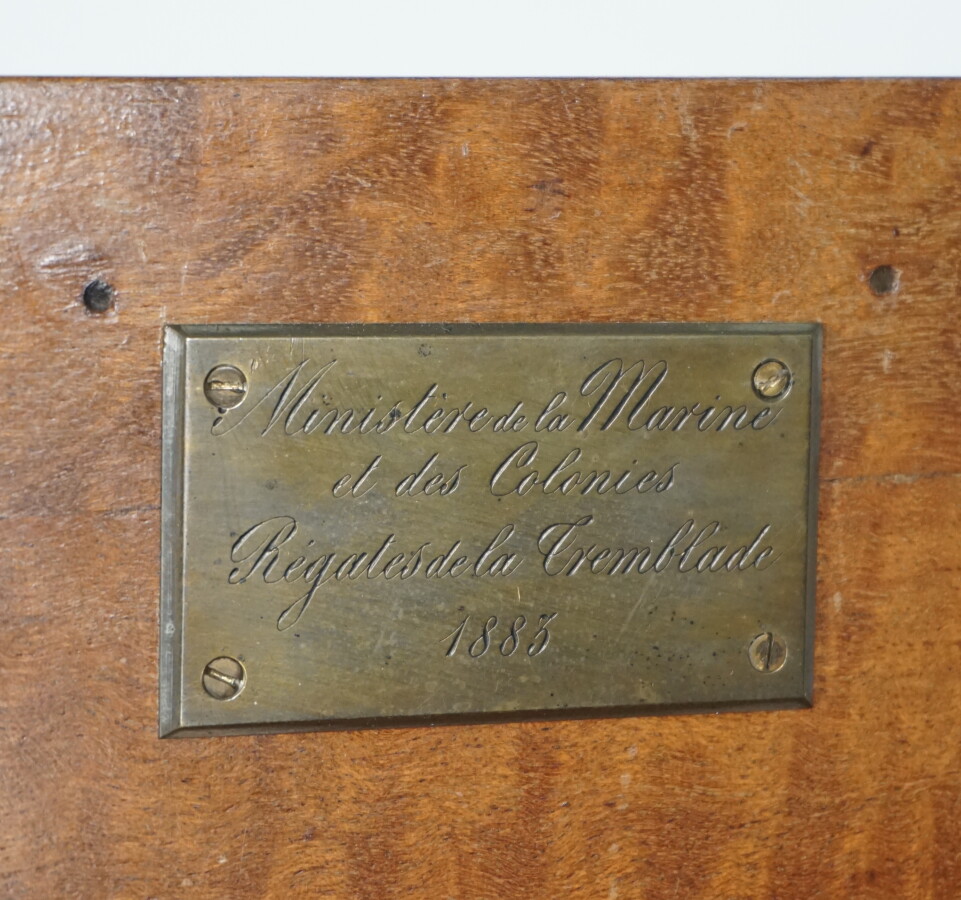 Ministère de la Marine
et des Colonies
Régates de la Tremblade
1883